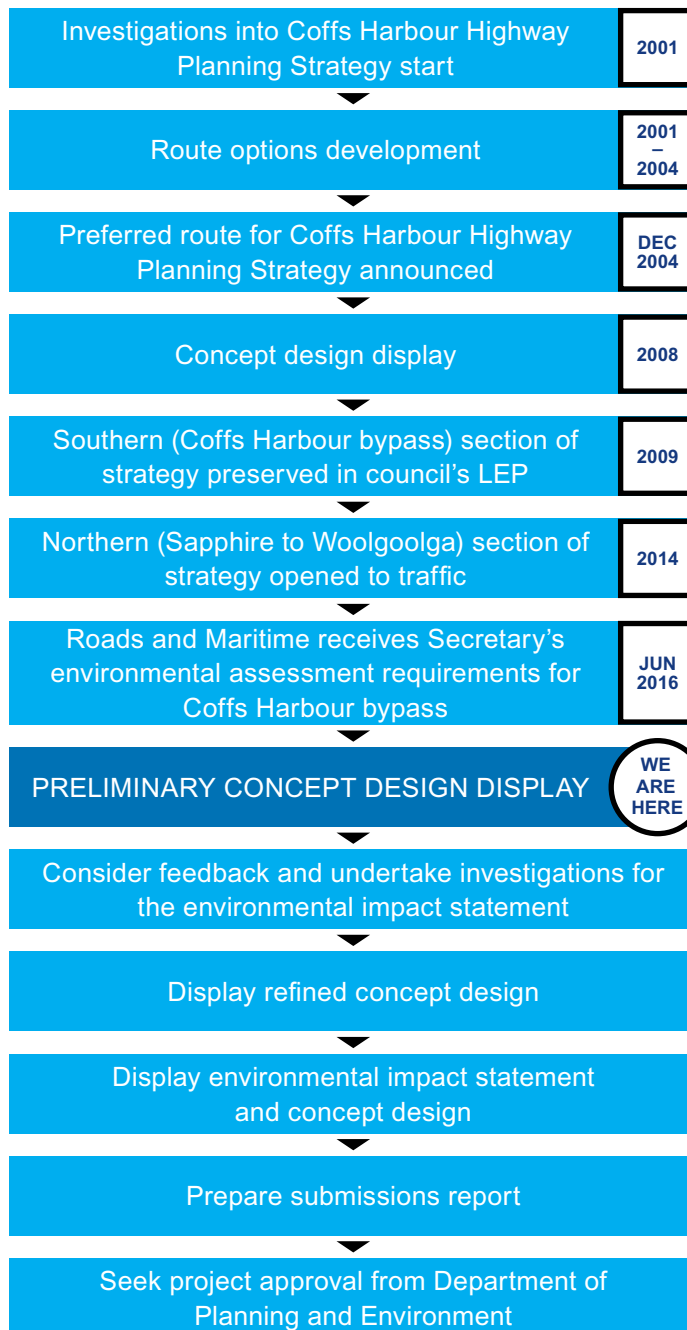 Investigations into Coffs Harbour Highway
Planning Strategy start
2001
Route options development
2001
–
2004
Preferred route for Coffs Harbour Highway
Planning Strategy announced
DEC
2004
Concept design display
2008
Southern (Coffs Harbour bypass) section of
strategy preserved in council's LEP
2009
Northern (Sapphire to Woolgoolga) section of
strategy opened to traffic
2014
Roads and Maritime receives Secretary's
environmental assessment requirements for
Coffs Harbour bypass
JUN
2016
PRELIMINARY CONCEPT DESIGN DISPLAY
WE
ARE
HERE
Consider feedback and undertake investigations for
the environmental impact statement
Display refined concept design
Display environmental impact statement
and concept design
Prepare submissions report
Seek project approval from Department of
Planning and Environment